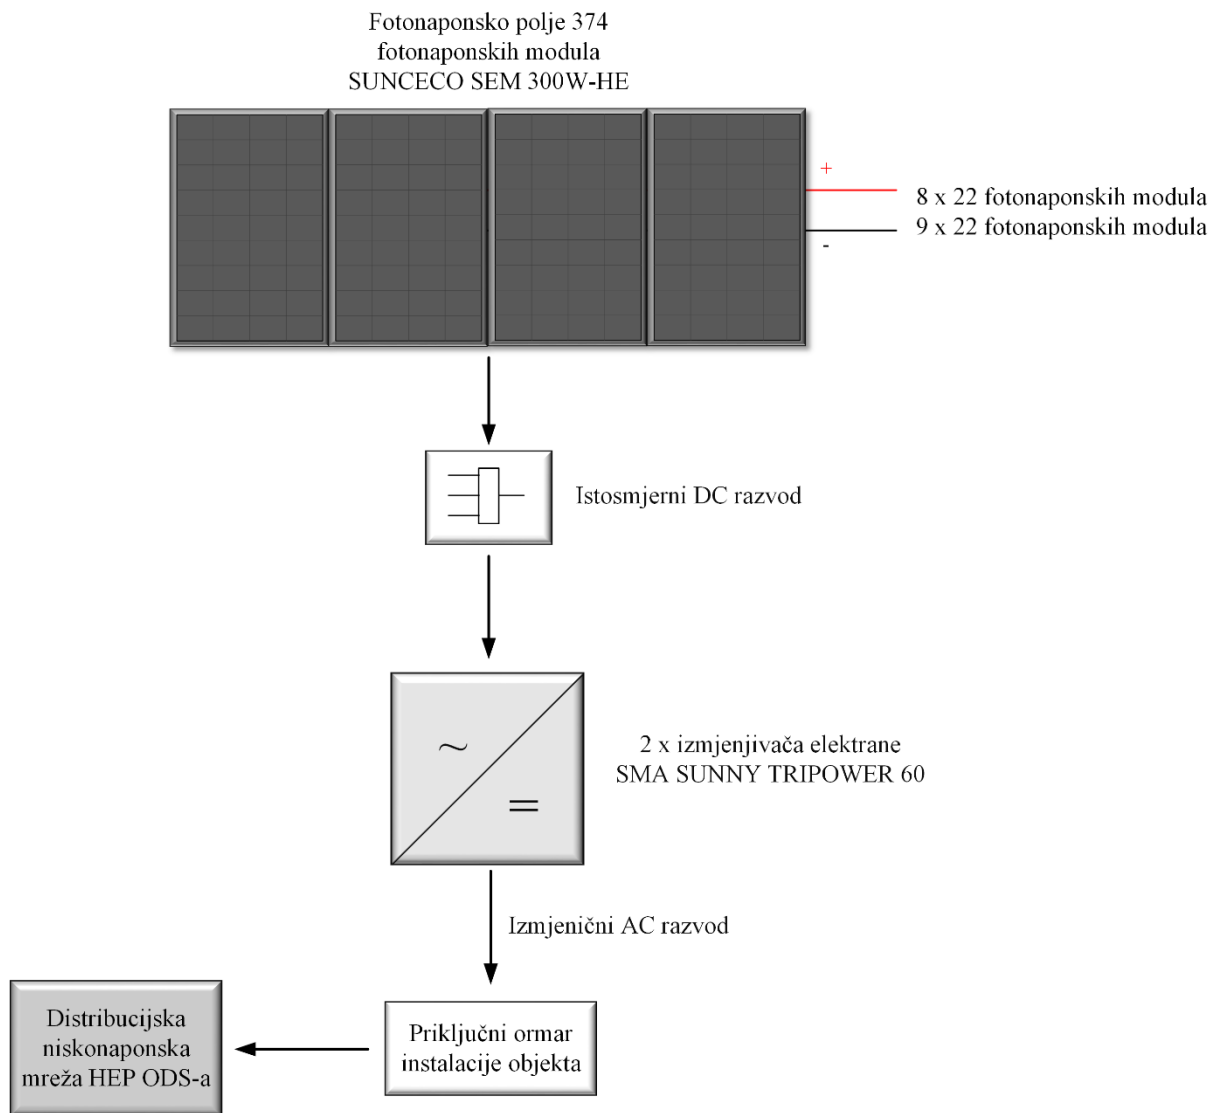 Fotonaponsko polje 374
fotonaponskih modula
SUNCECO SEM 300W-HE
+
8 x 22 fotonaponskih modula
9 x 22 fotonaponskih modula
-
Istosmjerni DC razvod
~
=
2 x izmjenjivača elektrane
SMA SUNNY TRIPOWER 60
Izmjenični AC razvod
Distribucijska
niskonaponska
mreža HEP ODS-a
Priključni ormar
instalacije objekta